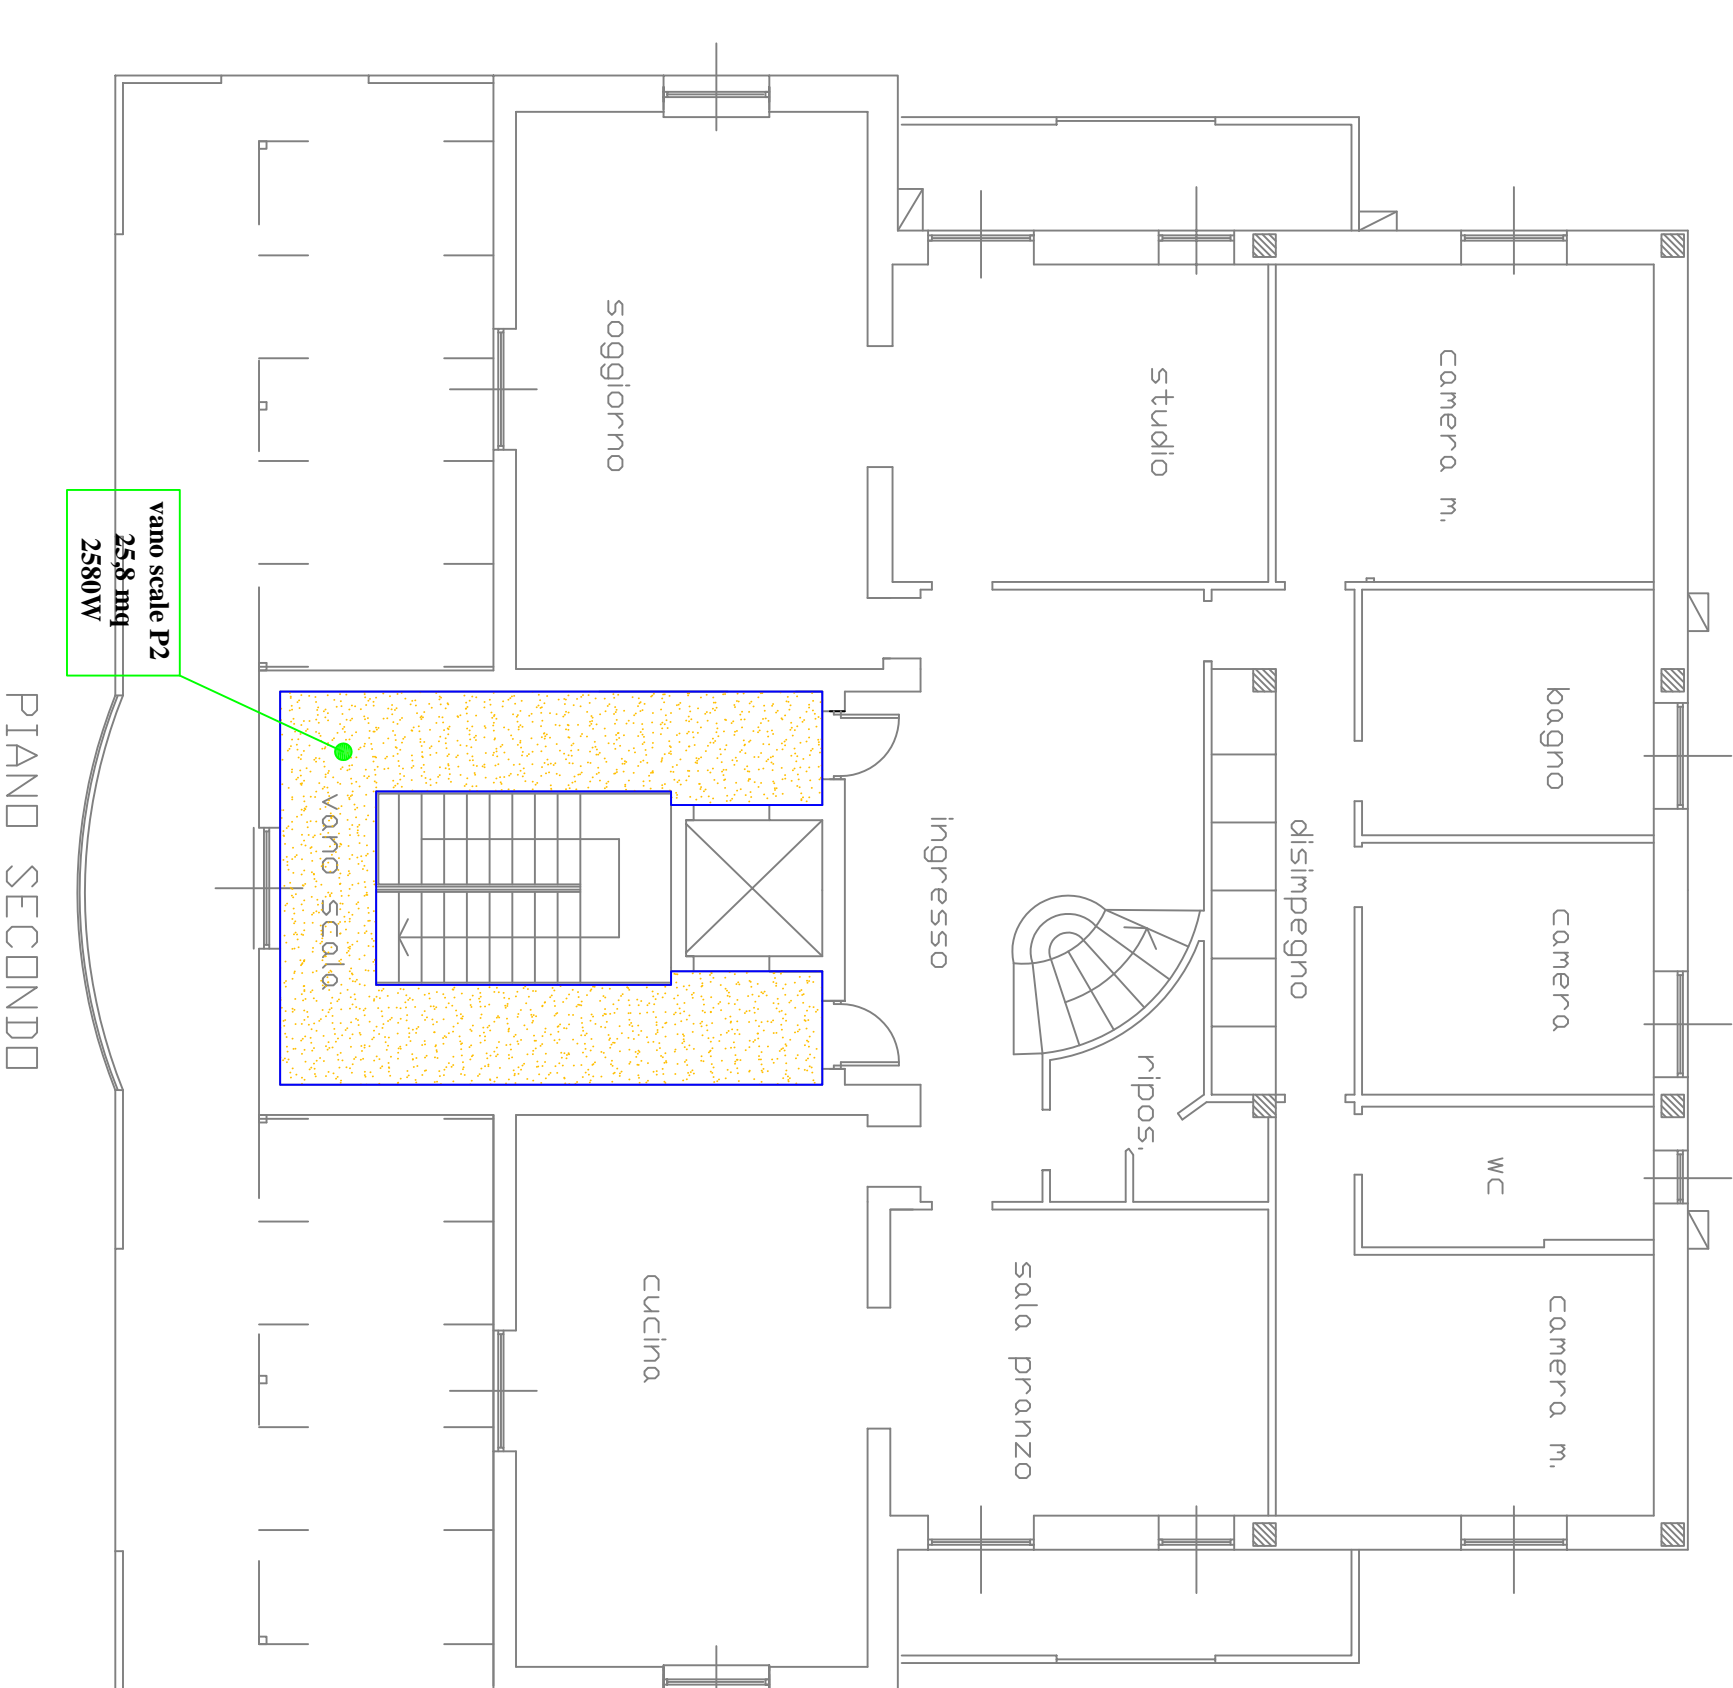 camera m.
bagno
camera
wc
camera m.
disimpegno
studio
ripos.
sala pranzo
ingresso
soggiorno
cucina
vano scala
vano scale P2
25,8 mq
2580W
PIANO SECONDO